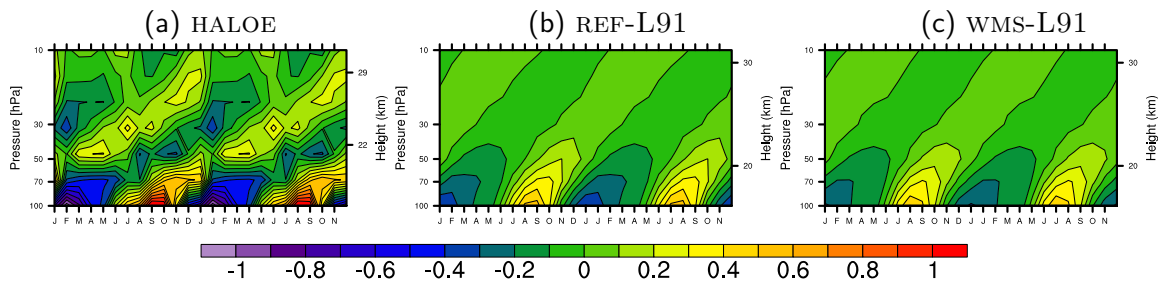 (a) HALOE
(b) REF-L91
(c) WMS-L91
10
30
50
70
100
Pressure [hPa]
29
22
Height (km)
J F M A M J J A S O N D J F M A M J J A S O N
10
30
50
70
100
Pressure [hPa]
30
20
Height (km)
J F M A M J J A S O N D J F M A M J J A S O N
10
30
50
70
100
Pressure [hPa]
30
20
Height (km)
J F M A M J J A S O N D J F M A M J J A S O N
-1 -0.8 -0.6 -0.4 -0.2 0 0.2 0.4 0.6 0.8 1